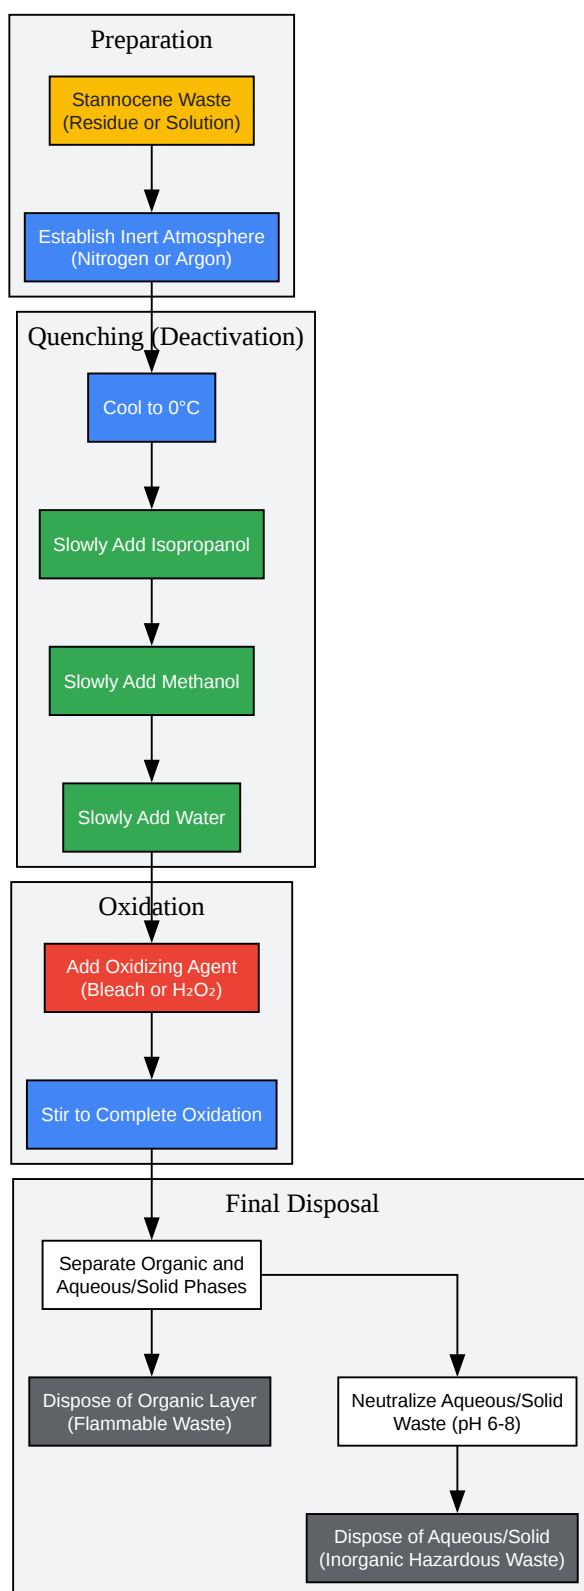 Preparation
Stannocene Waste
(Residue or Solution)
Establish Inert Atmosphere
(Nitrogen or Argon)
Quenching (Deactivation)
Cool to 0°C
Slowly Add Isopropanol
Slowly Add Methanol
Slowly Add Water
Oxidation
Add Oxidizing Agent
(Bleach or H₂O₂)
Stir to Complete Oxidation
Final Disposal
Separate Organic and
Aqueous/Solid Phases
Dispose of Organic Layer
(Flammable Waste)
Neutralize Aqueous/Solid
Waste (pH 6-8)
Dispose of Aqueous/Solid
(Inorganic Hazardous Waste)